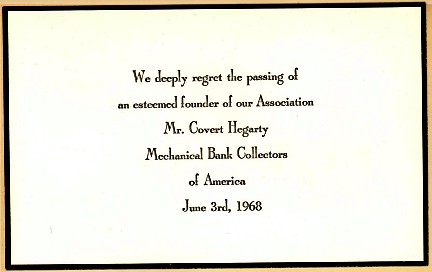 We deeply regret the passing of
an esteemed founder of our Association
Mr. Covert Hegarty
Mechanical Bank Collectors
of America
June 3rd, 1968